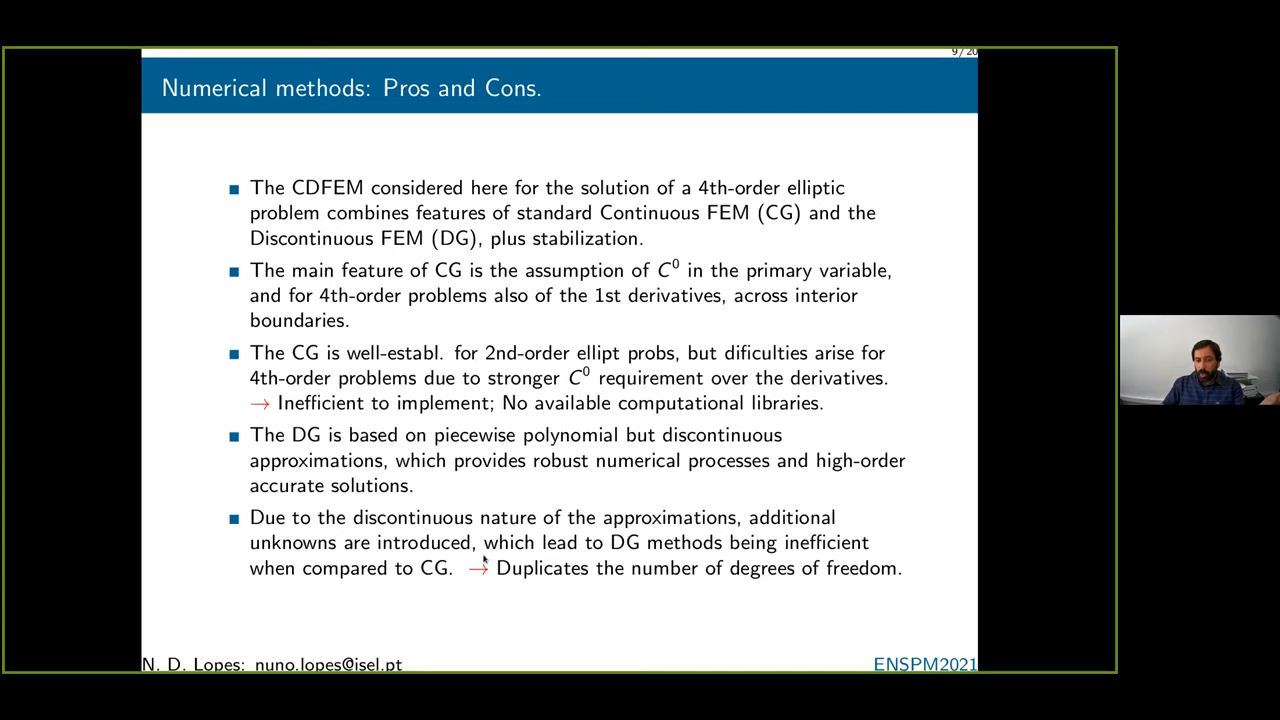 9/20
Numerical methods: Pros and Cons.
■ The CDFEM considered here for the solution of a 4th-order elliptic
problem combines features of standard Continuous FEM (CG) and the
Discontinuous FEM (DG), plus stabilization.
■ The main feature of CG is the assumption of C⁰ in the primary variable,
and for 4th-order problems also of the 1st derivatives, across interior
boundaries.
■ The CG is well-establ. for 2nd-order ellipt probs, but dificulties arise for
4th-order problems due to stronger C⁰ requirement over the derivatives.
→ Inefficient to implement; No available computational libraries.
■ The DG is based on piecewise polynomial but discontinuous
approximations, which provides robust numerical processes and high-order
accurate solutions.
■ Due to the discontinuous nature of the approximations, additional
unknowns are introduced, which lead to DG methods being inefficient
when compared to CG. → Duplicates the number of degrees of freedom.
N. D. Lopes: nuno.lopes@isel.pt ENSPM2021